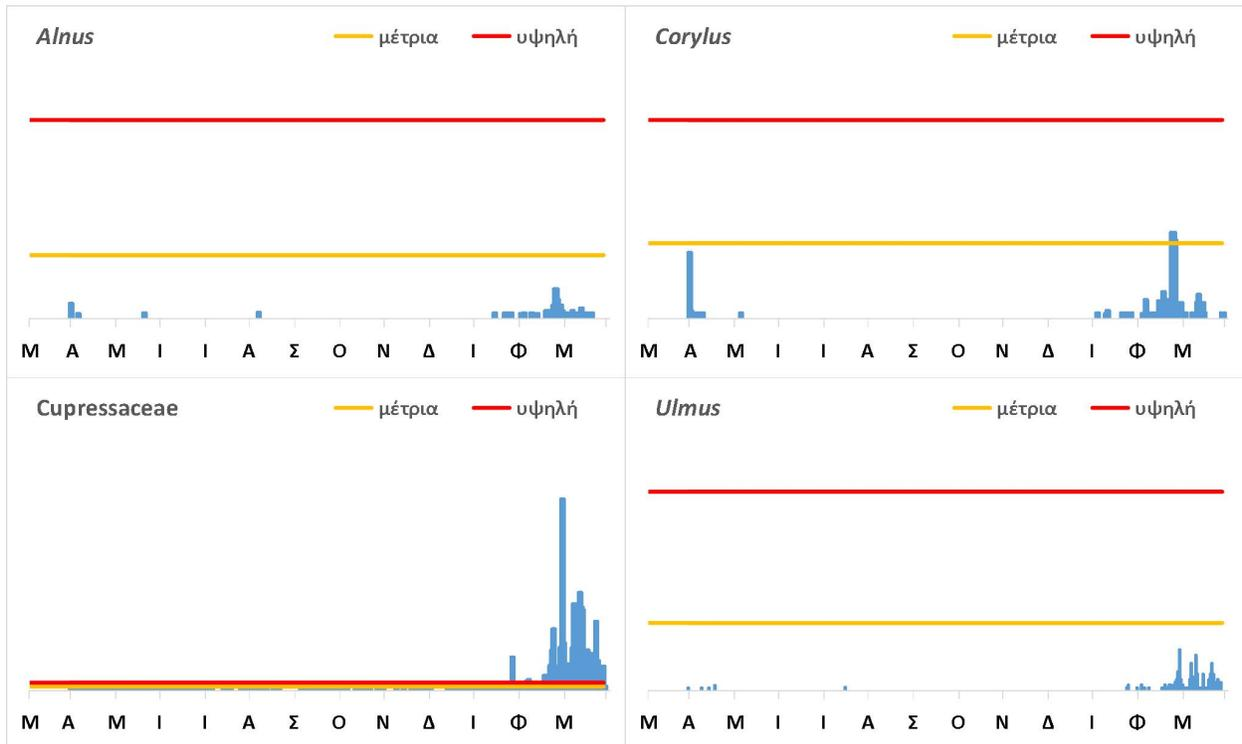 Alnus μέτρια υψηλή
Μ Α Μ Ι Ι Α Σ Ο Ν Δ Ι Φ Μ
Corylus μέτρια υψηλή
Μ Α Μ Ι Ι Α Σ Ο Ν Δ Ι Φ Μ
Cupressaceae μέτρια υψηλή
Μ Α Μ Ι Ι Α Σ Ο Ν Δ Ι Φ Μ
Ulmus μέτρια υψηλή
Μ Α Μ Ι Ι Α Σ Ο Ν Δ Ι Φ Μ